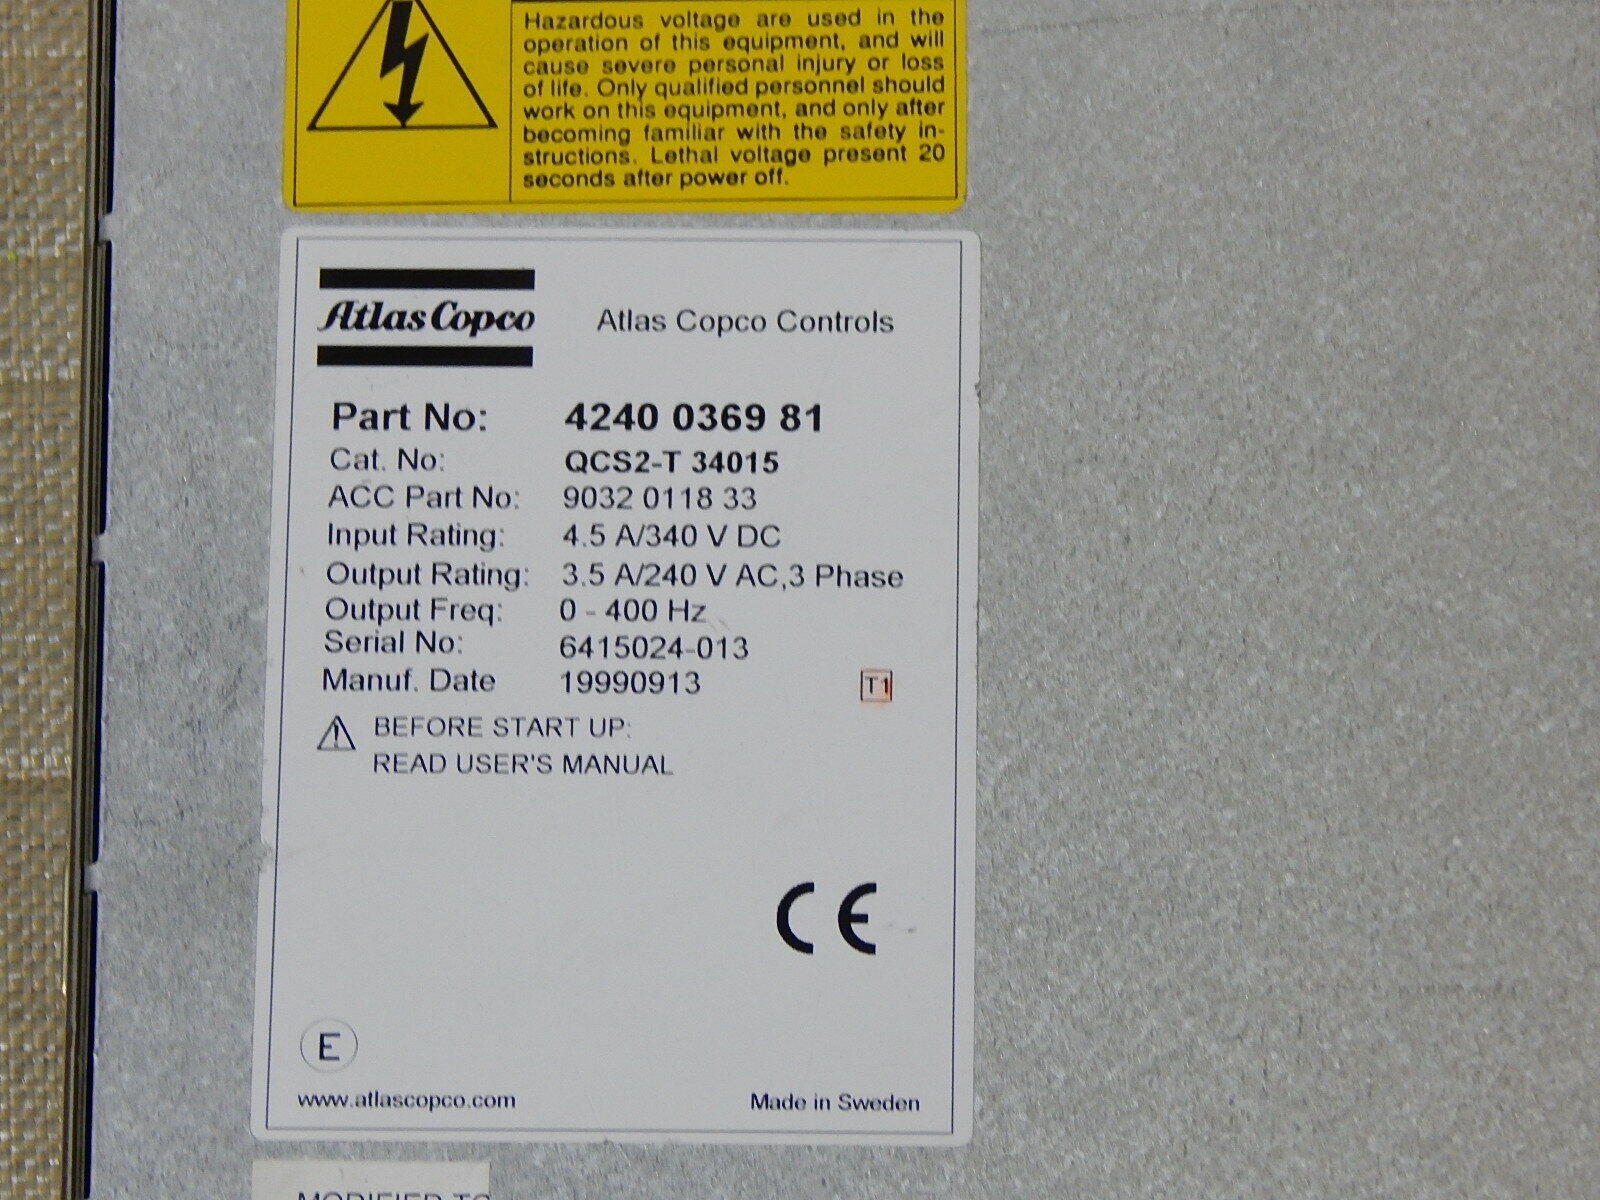 Hazardous voltage are used in the
operation of this equipment, and will
cause severe personal injury or loss
of life. Only qualified personnel should
work on this equipment, and only after
becoming familiar with the safety in-
structions. Lethal voltage present 20
seconds after power off.
Atlas Copco
Atlas Copco Controls
Part No: 4240 0369 81
Cat. No: QCS2-T 34015
ACC Part No: 9032 0118 33
Input Rating: 4.5 A/340 V DC
Output Rating: 3.5 A/240 V AC,3 Phase
Output Freq: 0 - 400 Hz
Serial No: 6415024-013
Manuf. Date 19990913
T1
BEFORE START UP:
READ USER'S MANUAL
CE
E
www.atlascopco.com
Made in Sweden
MODIFIED TO